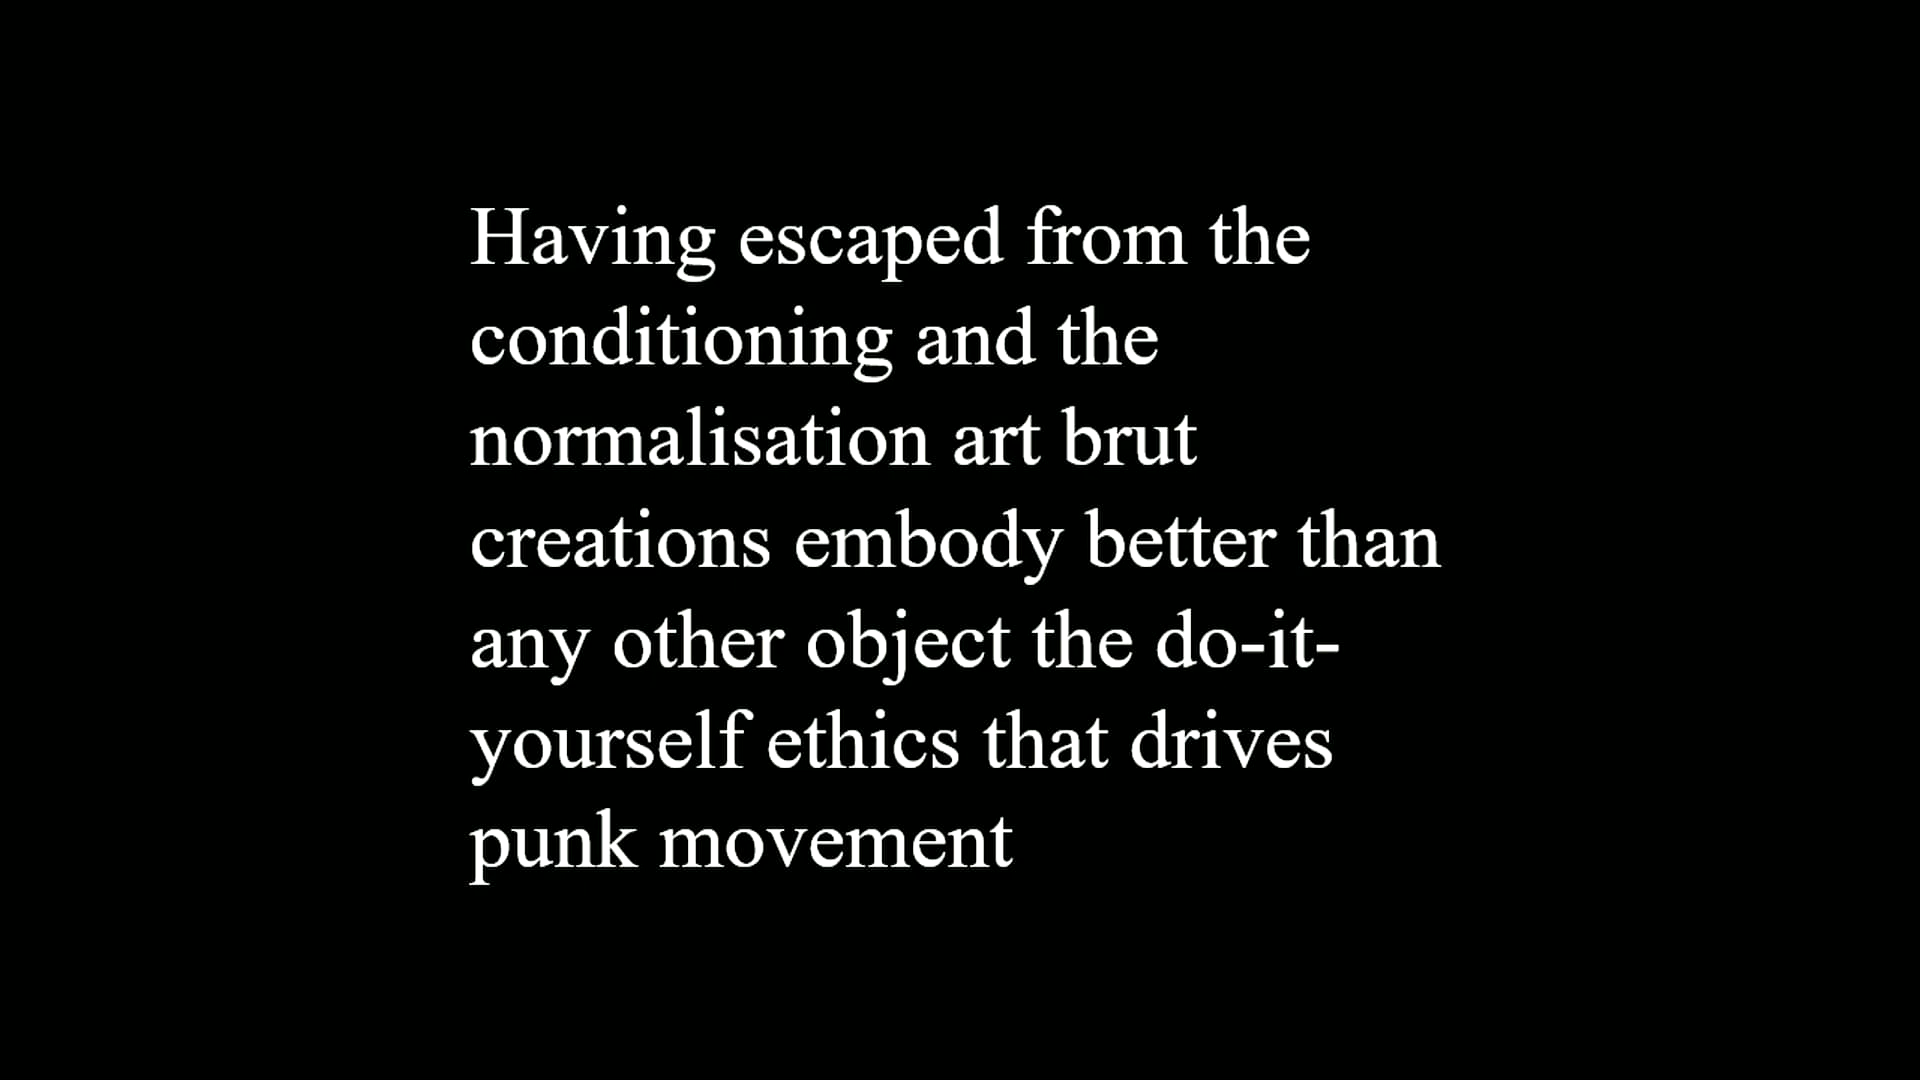 Having escaped from the
conditioning and the
normalisation art brut
creations embody better than
any other object the do-it-
yourself ethics that drives
punk movement